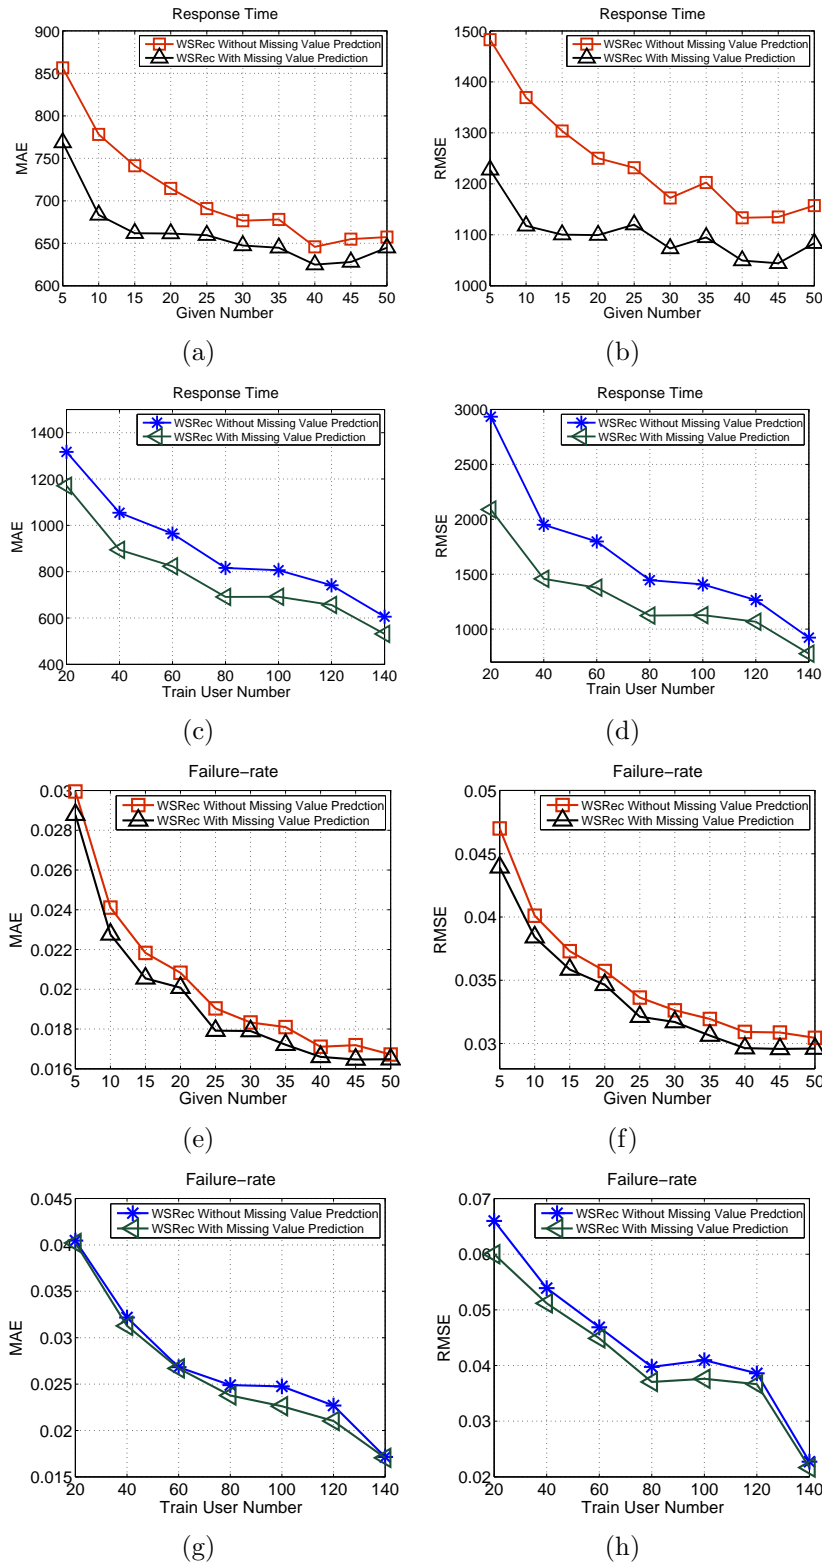 Response Time
900
850
800
750
700
650
600
MAE
WSRec Without Missing Value Predction
WSRec With Missing Value Prediction
5 10 15 20 25 30 35 40 45 50
Given Number
(a)
Response Time
1500
1400
1300
1200
1100
1000
RMSE
WSRec Without Missing Value Predction
WSRec With Missing Value Prediction
5 10 15 20 25 30 35 40 45 50
Given Number
(b)
Response Time
1400
1200
1000
800
600
400
MAE
WSRec Without Missing Value Predction
WSRec With Missing Value Prediction
20 40 60 80 100 120 140
Train User Number
(c)
Response Time
3000
2500
2000
1500
1000
RMSE
WSRec Without Missing Value Predction
WSRec With Missing Value Prediction
20 40 60 80 100 120 140
Train User Number
(d)
Failure-rate
0.03
0.028
0.026
0.024
0.022
0.02
0.018
0.016
MAE
WSRec Without Missing Value Predction
WSRec With Missing Value Prediction
5 10 15 20 25 30 35 40 45 50
Given Number
(e)
Failure-rate
0.05
0.045
0.04
0.035
0.03
RMSE
WSRec Without Missing Value Predction
WSRec With Missing Value Prediction
5 10 15 20 25 30 35 40 45 50
Given Number
(f)
Failure-rate
0.045
0.04
0.035
0.03
0.025
0.02
0.015
MAE
WSRec Without Missing Value Predction
WSRec With Missing Value Prediction
20 40 60 80 100 120 140
Train User Number
(g)
Failure-rate
0.07
0.06
0.05
0.04
0.03
0.02
RMSE
WSRec Without Missing Value Predction
WSRec With Missing Value Prediction
20 40 60 80 100 120 140
Train User Number
(h)